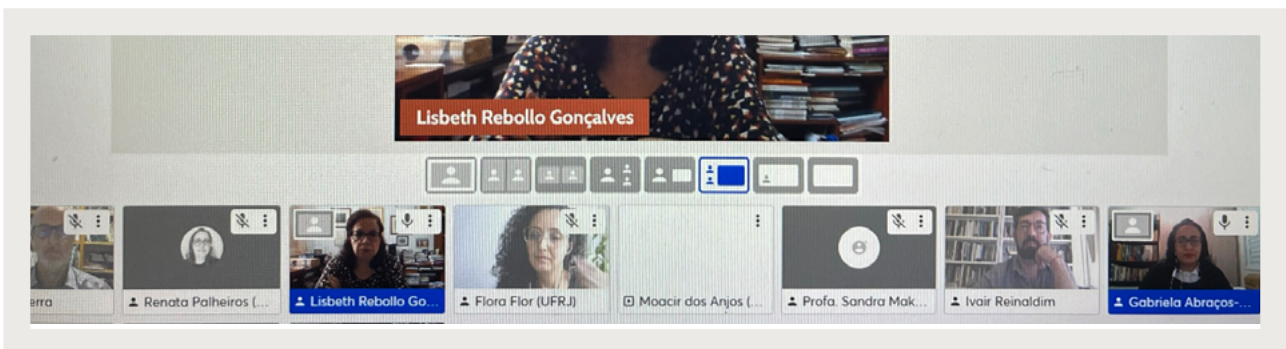 Lisbeth Rebollo Gonçalves
erra
Renata Palheiros (...
Lisbeth Rebollo Go...
Flora Flor (UFRJ)
Moacir dos Anjos (...
Profa. Sandra Mak...
Ivair Reinaldim
Gabriela Abraços-...